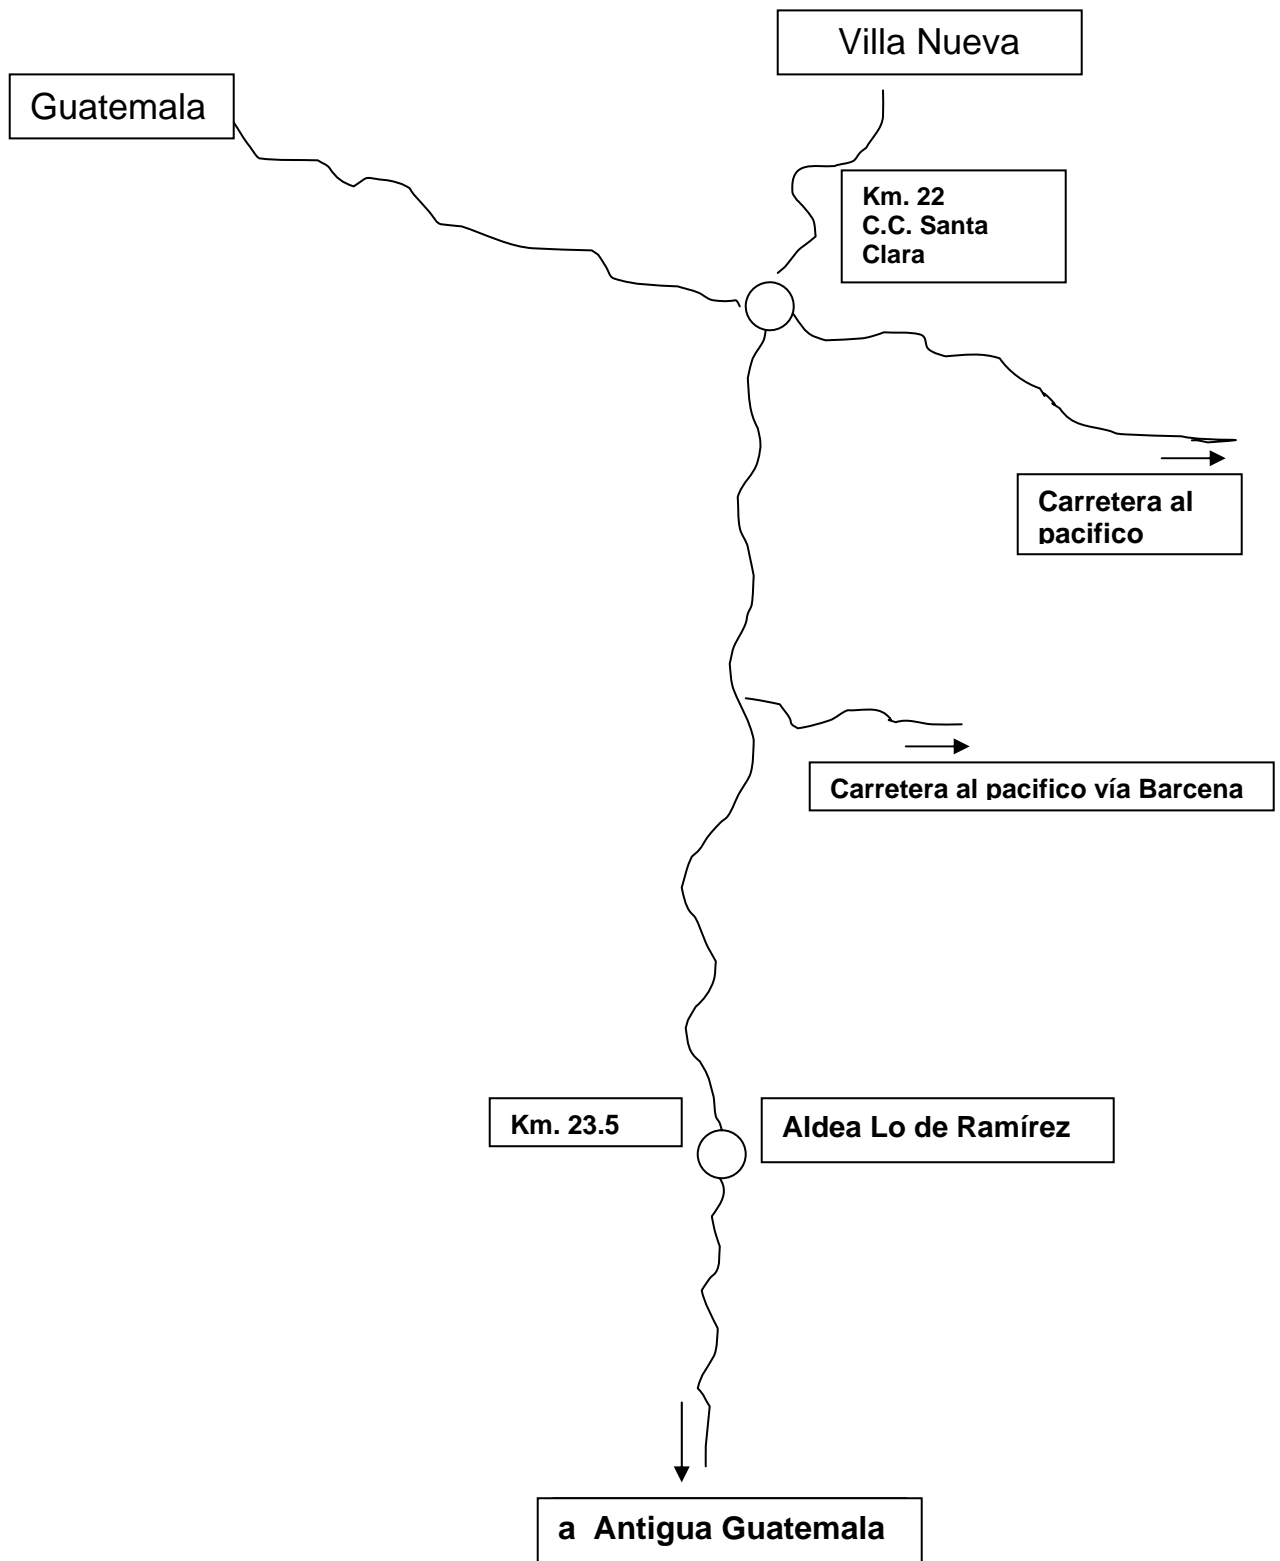 Villa Nueva
Guatemala
Km. 22
C.C. Santa
Clara
Carretera al
pacifico
Carretera al pacifico vía Barcena
Km. 23.5
Aldea Lo de Ramírez
a Antigua Guatemala